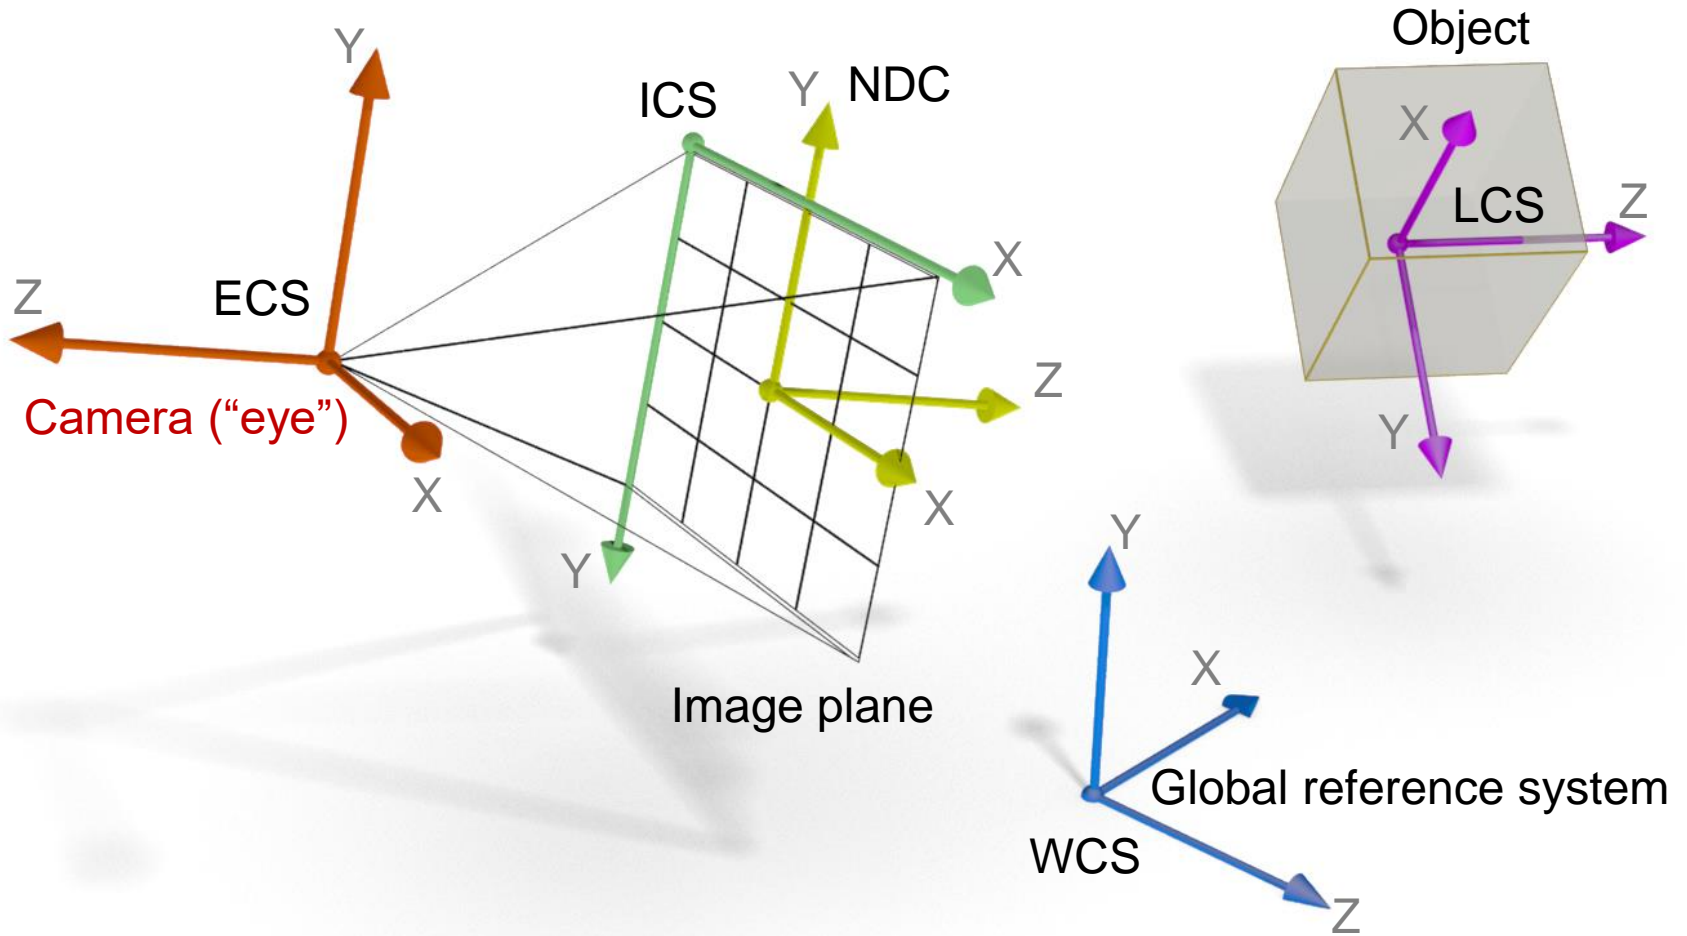 Object
Y
ICS
Y
NDC
X
LCS
Z
Z
ECS
X
Z
Camera (“eye”)
Y
X
X
Y
Y
Image plane
X
Global reference system
WCS
Z